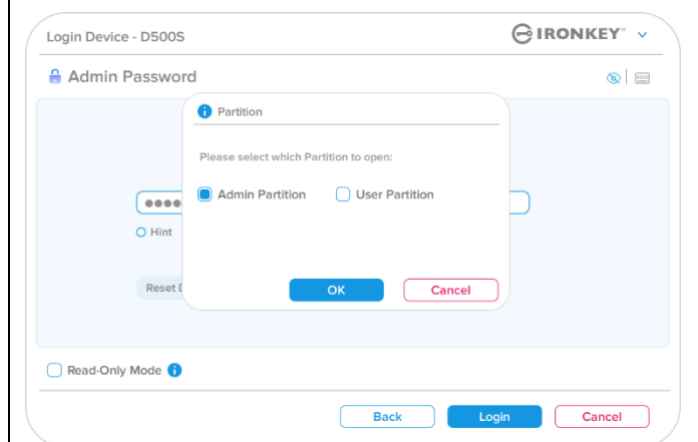 Login Device - D500S
IRONKEY™
Admin Password
Partition
Please select which Partition to open:
Admin Partition User Partition
Hint
Reset D
OK Cancel
Read-Only Mode
Back Login Cancel